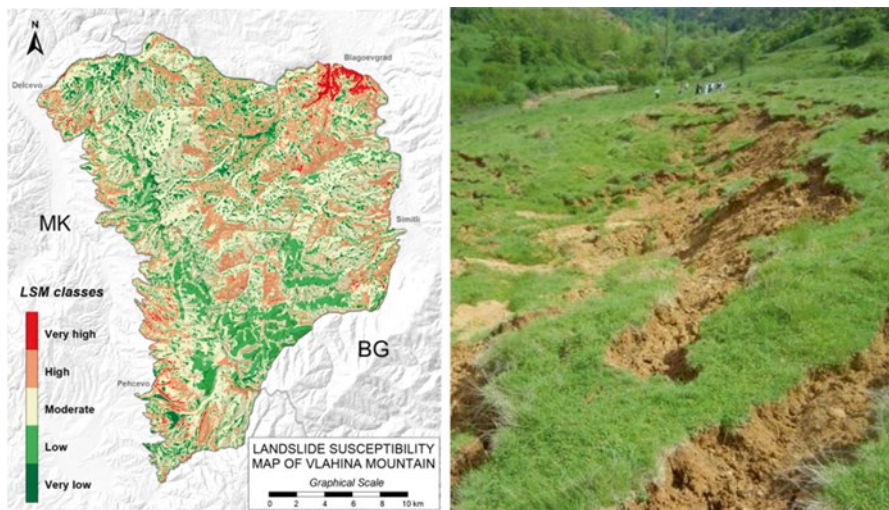 N
Blagoevgrad
Delcevo
MK
Simitli
LSM classes
Very high
High
Moderate
Low
Very low
BG
Pehcevo
LANDSLIDE SUSCEPTIBILITY
MAP OF VLAHINA MOUNTAIN
Graphical Scale
0 2 4 6 8 10 km